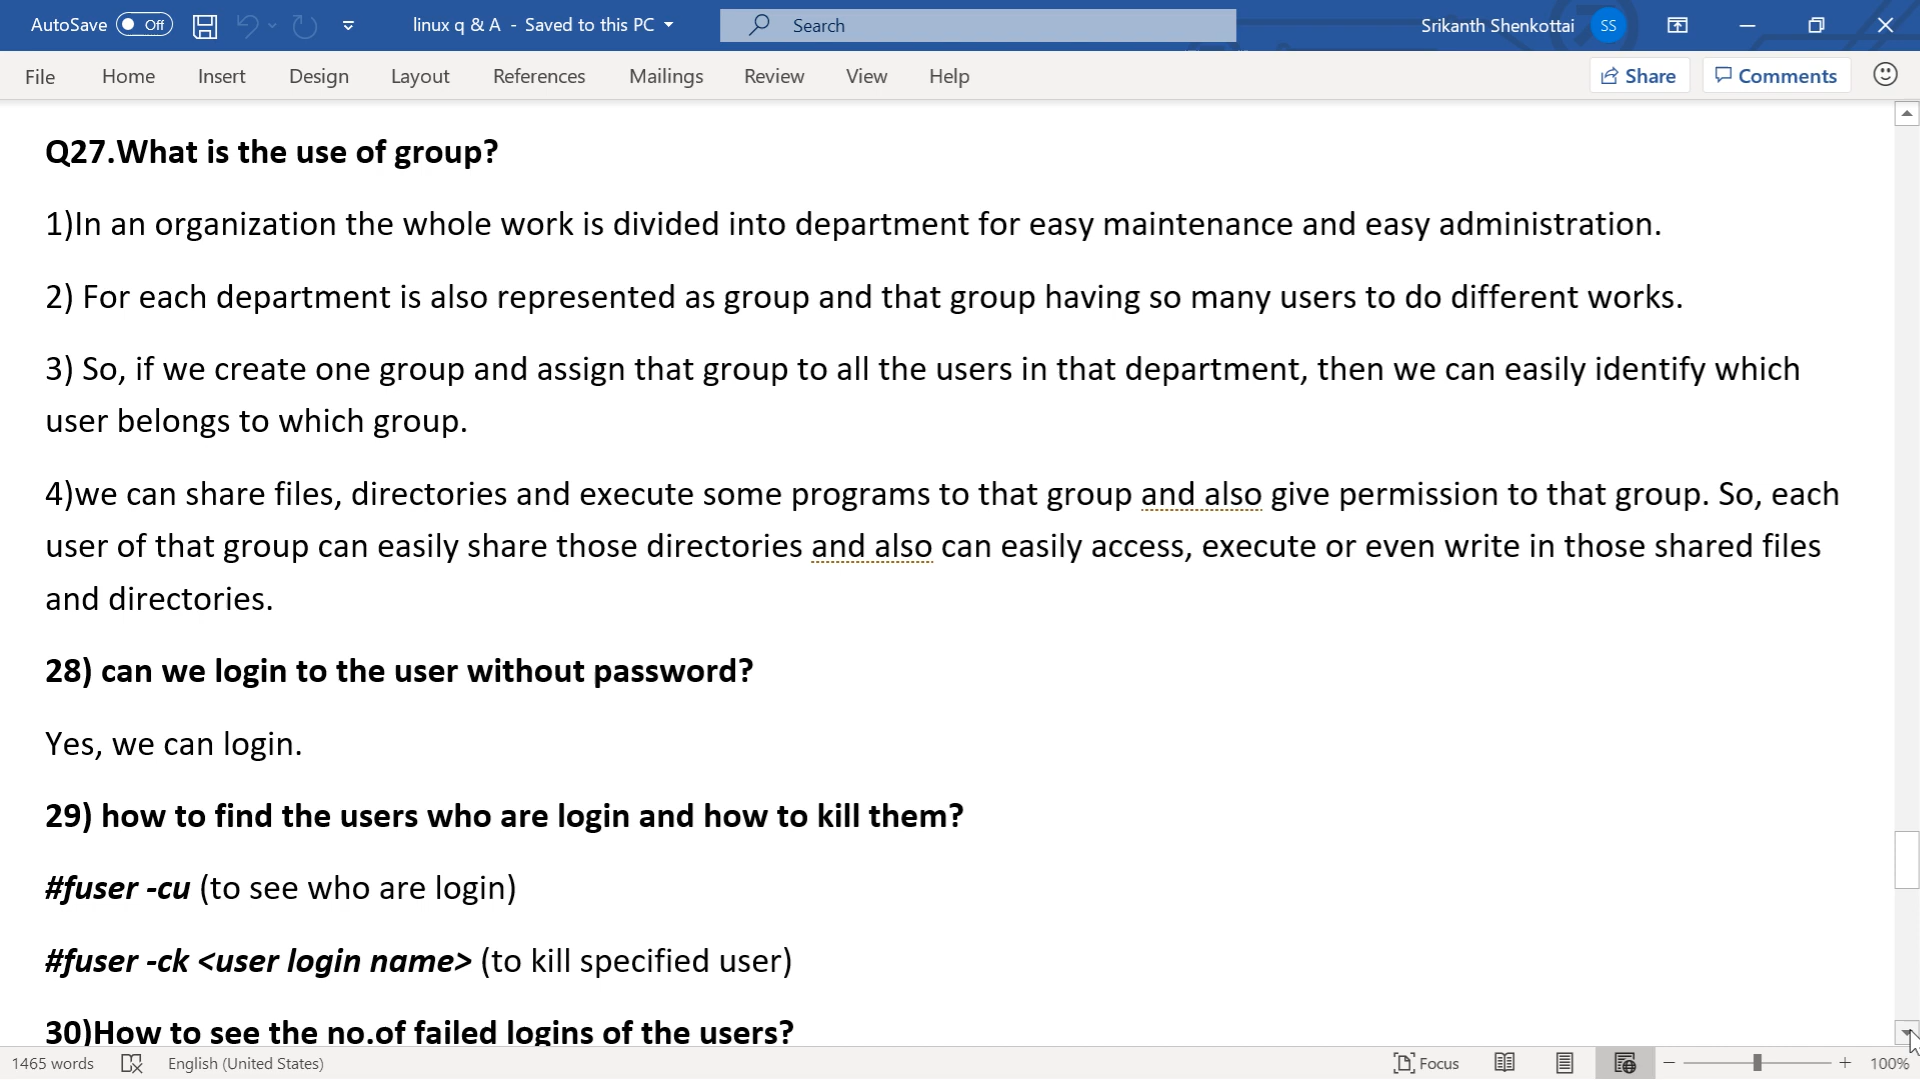 AutoSave Off linux q & A - Saved to this PC Search Srikanth Shenkottai SS
File Home Insert Design Layout References Mailings Review View Help Share Comments
Q27.What is the use of group?
1)In an organization the whole work is divided into department for easy maintenance and easy administration.
2) For each department is also represented as group and that group having so many users to do different works.
3) So, if we create one group and assign that group to all the users in that department, then we can easily identify which
user belongs to which group.
4)we can share files, directories and execute some programs to that group and also give permission to that group. So, each
user of that group can easily share those directories and also can easily access, execute or even write in those shared files
and directories.
28) can we login to the user without password?
Yes, we can login.
29) how to find the users who are login and how to kill them?
#fuser -cu (to see who are login)
#fuser -ck <user login name> (to kill specified user)
30)How to see the no.of failed logins of the users?
1465 words English (United States) Focus 100%